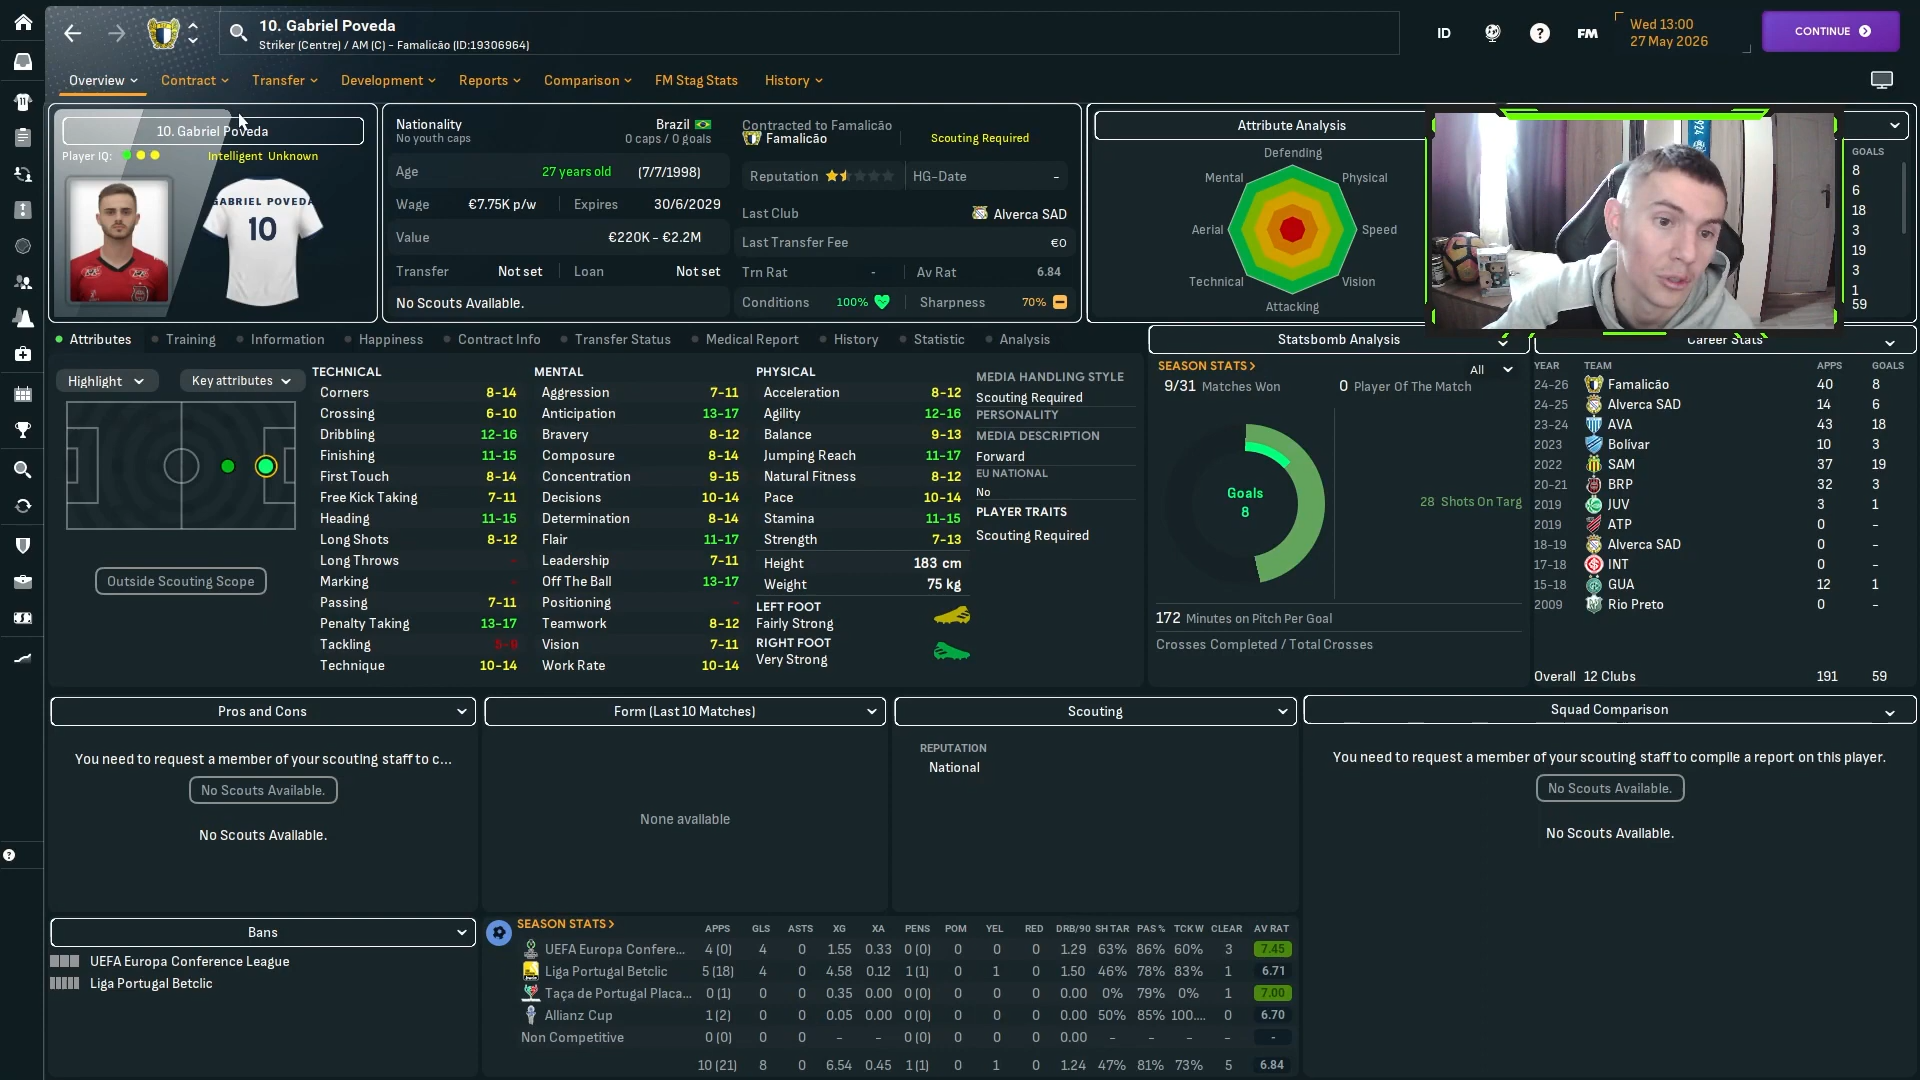 10. Gabriel Poveda
Striker (Centre) / AM (C) - Famalicão (ID:19306964)
ID
FM
Wed 13:00
27 May 2026
CONTINUE
Overview
Contract
Transfer
Development
Reports
Comparison
FM Stag Stats
History
10. Gabriel Poveda
Player IQ:
Intelligent Unknown
GABRIEL POVEDA
10
Nationality
Brazil
No youth caps
0 caps / 0 goals
Age
27 years old
(7/7/1998)
Wage
€7.75K p/w
Expires
30/6/2029
Value
€220K - €2.2M
Transfer
Not set
Loan
Not set
No Scouts Available.
Contracted to Famalicão
Famalicão
Scouting Required
Reputation
HG-Date
-
Last Club
Alverca SAD
Last Transfer Fee
€0
Trn Rat
-
Av Rat
6.84
Conditions
100%
Sharpness
70%
Attribute Analysis
Defending
Mental
Physical
Aerial
Speed
Technical
Vision
Attacking
GOALS
8
6
18
3
19
3
1
59
Attributes
Training
Information
Happiness
Contract Info
Transfer Status
Medical Report
History
Statistic
Analysis
Highlight
Key attributes
Outside Scouting Scope
TECHNICAL
Corners 8-14
Crossing 6-10
Dribbling 12-16
Finishing 11-15
First Touch 8-14
Free Kick Taking 7-11
Heading 11-15
Long Shots 8-12
Long Throws -
Marking -
Passing 7-11
Penalty Taking 13-17
Tackling 5-9
Technique 10-14
MENTAL
Aggression 7-11
Anticipation 13-17
Bravery 8-12
Composure 8-14
Concentration 9-15
Decisions 10-14
Determination 8-14
Flair 11-17
Leadership 7-11
Off The Ball 13-17
Positioning -
Teamwork 8-12
Vision 7-11
Work Rate 10-14
PHYSICAL
Acceleration 8-12
Agility 12-16
Balance 9-13
Jumping Reach 11-17
Natural Fitness 8-12
Pace 10-14
Stamina 11-15
Strength 7-13
Height 183 cm
Weight 75 kg
LEFT FOOT
Fairly Strong
RIGHT FOOT
Very Strong
MEDIA HANDLING STYLE
Scouting Required
PERSONALITY
MEDIA DESCRIPTION
Forward
EU NATIONAL
No
PLAYER TRAITS
Scouting Required
Statsbomb Analysis
SEASON STATS>
All
9/31 Matches Won
0 Player Of The Match
Goals
8
28 Shots On Targ
172 Minutes on Pitch Per Goal
Crosses Completed / Total Crosses
Career Stats
YEAR TEAM APPS GOALS
24-26 Famalicão 40 8
24-25 Alverca SAD 14 6
23-24 AVA 43 18
2023 Bolívar 10 3
2022 SAM 37 19
20-21 BRP 32 3
2019 JUV 3 1
2019 ATP 0 -
18-19 Alverca SAD 0 -
17-18 INT 0 -
15-18 GUA 12 1
2009 Rio Preto 0 -
Overall 12 Clubs 191 59
Pros and Cons
You need to request a member of your scouting staff to c...
No Scouts Available.
No Scouts Available.
Form (Last 10 Matches)
None available
Scouting
REPUTATION
National
Squad Comparison
You need to request a member of your scouting staff to compile a report on this player.
No Scouts Available.
No Scouts Available.
Bans
UEFA Europa Conference League
Liga Portugal Betclic
SEASON STATS> APPS GLS ASTS XG XA PENS POM YEL RED DRB/90 SH TAR PAS % TCK W CLEAR AV RAT
UEFA Europa Confere... 4 (0) 4 0 1.55 0.33 0 (0) 0 0 0 1.29 63% 86% 60% 3 7.45
Liga Portugal Betclic 5 (18) 4 0 4.58 0.12 1 (1) 0 1 0 1.50 46% 78% 83% 1 6.71
Taça de Portugal Placa... 0 (1) 0 0 0.35 0.00 0 (0) 0 0 0 0.00 0% 79% 0% 1 7.00
Allianz Cup 1 (2) 0 0 0.05 0.00 0 (0) 0 0 0 0.00 50% 85% 100.... 0 6.70
Non Competitive 0 (0) 0 0 - - 0 (0) 0 0 0 0.00 - - - - -
10 (21) 8 0 6.54 0.45 1 (1) 0 1 0 1.24 47% 81% 73% 5 6.84